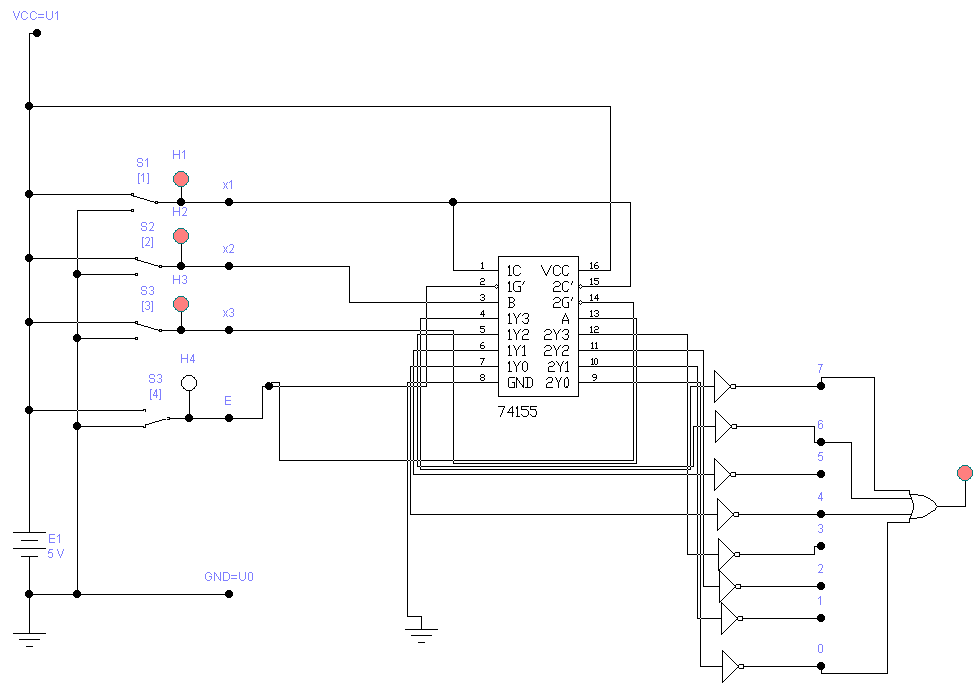 VCC=U1
H1
S1
[1]
x1
H2
S2
[2]
x2
H3
S3
[3]
x3
H4
S3
[4]
E
1 1C VCC 16
2 1G' 2C' 15
3 B 2G' 14
4 1Y3 A 13
5 1Y2 2Y3 12
6 1Y1 2Y2 11
7 1Y0 2Y1 10
8 GND 2Y0 9
74155
7
6
5
4
3
2
1
0
E1
5 V
GND=U0